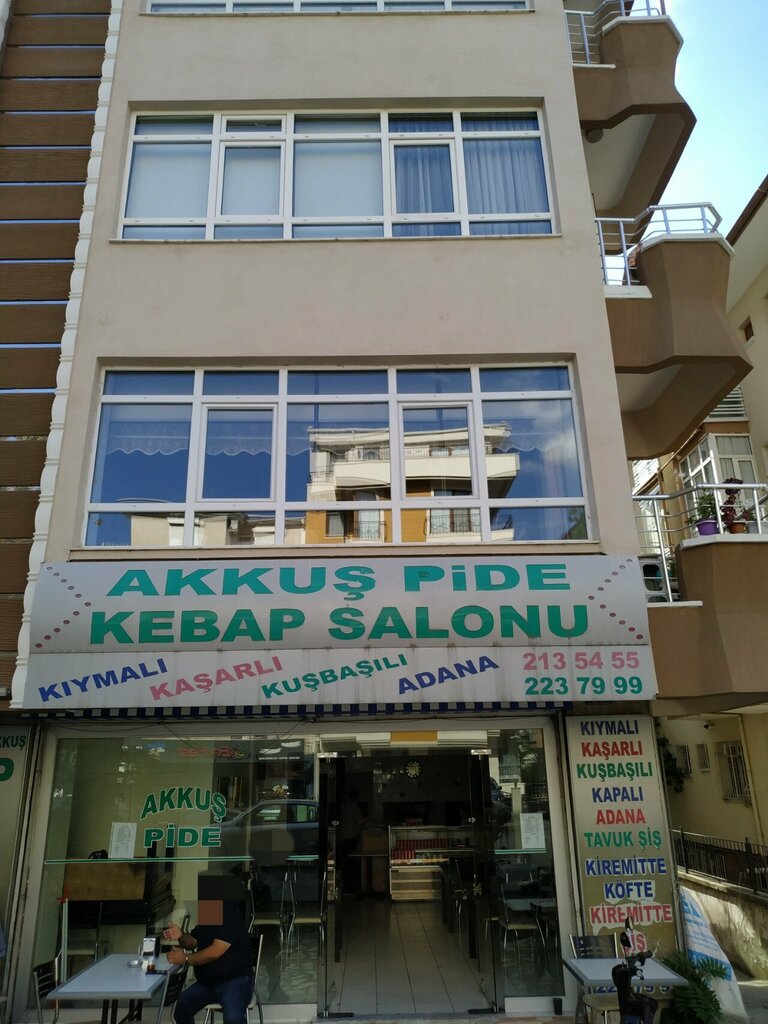 AKKUŞ PiDE
KEBAP SALONU
KIYMALI KAŞARLI KUŞBAŞILI ADANA
213 54 55
223 79 99
AKKUŞ
PiDE
KIYMALI
KAŞARLI
KUŞBAŞILI
KAPALI
ADANA
TAVUK ŞİŞ
KİREMİTTE
KÖFTE
KİREMİTTE